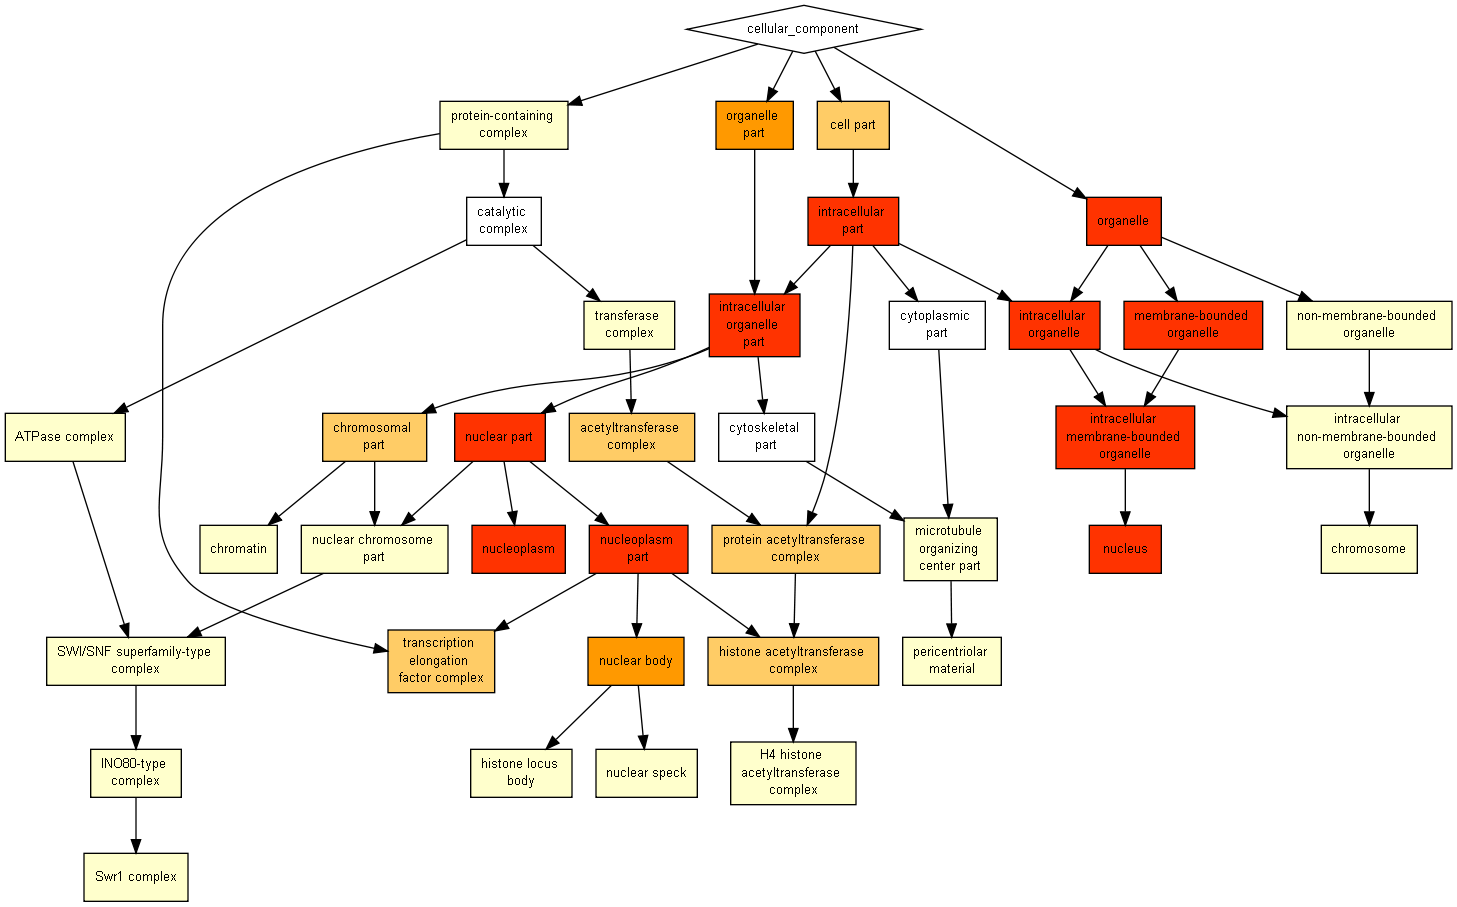 cellular_component
protein-containing
complex
organelle
part
cell part
catalytic
complex
intracellular
part
organelle
transferase
complex
intracellular
organelle
part
cytoplasmic
part
intracellular
organelle
membrane-bounded
organelle
non-membrane-bounded
organelle
ATPase complex
chromosomal
part
nuclear part
acetyltransferase
complex
cytoskeletal
part
intracellular
membrane-bounded
organelle
intracellular
non-membrane-bounded
organelle
chromatin
nuclear chromosome
part
nucleoplasm
nucleoplasm
part
protein acetyltransferase
complex
microtubule
organizing
center part
nucleus
chromosome
SWI/SNF superfamily-type
complex
transcription
elongation
factor complex
nuclear body
histone acetyltransferase
complex
pericentriolar
material
INO80-type
complex
histone locus
body
nuclear speck
H4 histone
acetyltransferase
complex
Swr1 complex